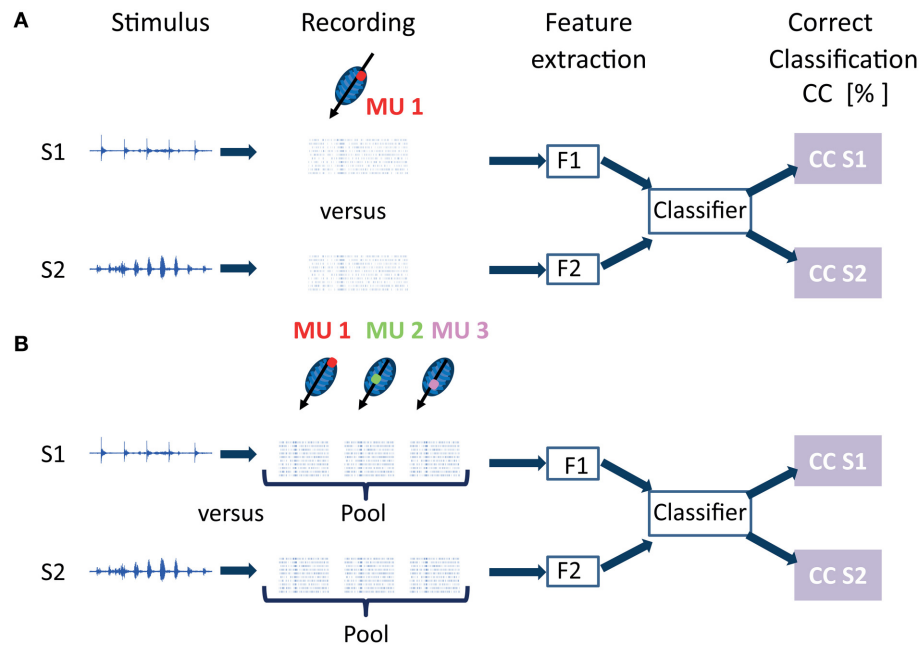 A
Stimulus
Recording
Feature
extraction
Correct
Classification
CC [% ]
MU 1
S1
F1
CC S1
versus
Classifier
S2
F2
CC S2
B
MU 1
MU 2
MU 3
S1
F1
CC S1
versus
Pool
Classifier
S2
F2
CC S2
Pool